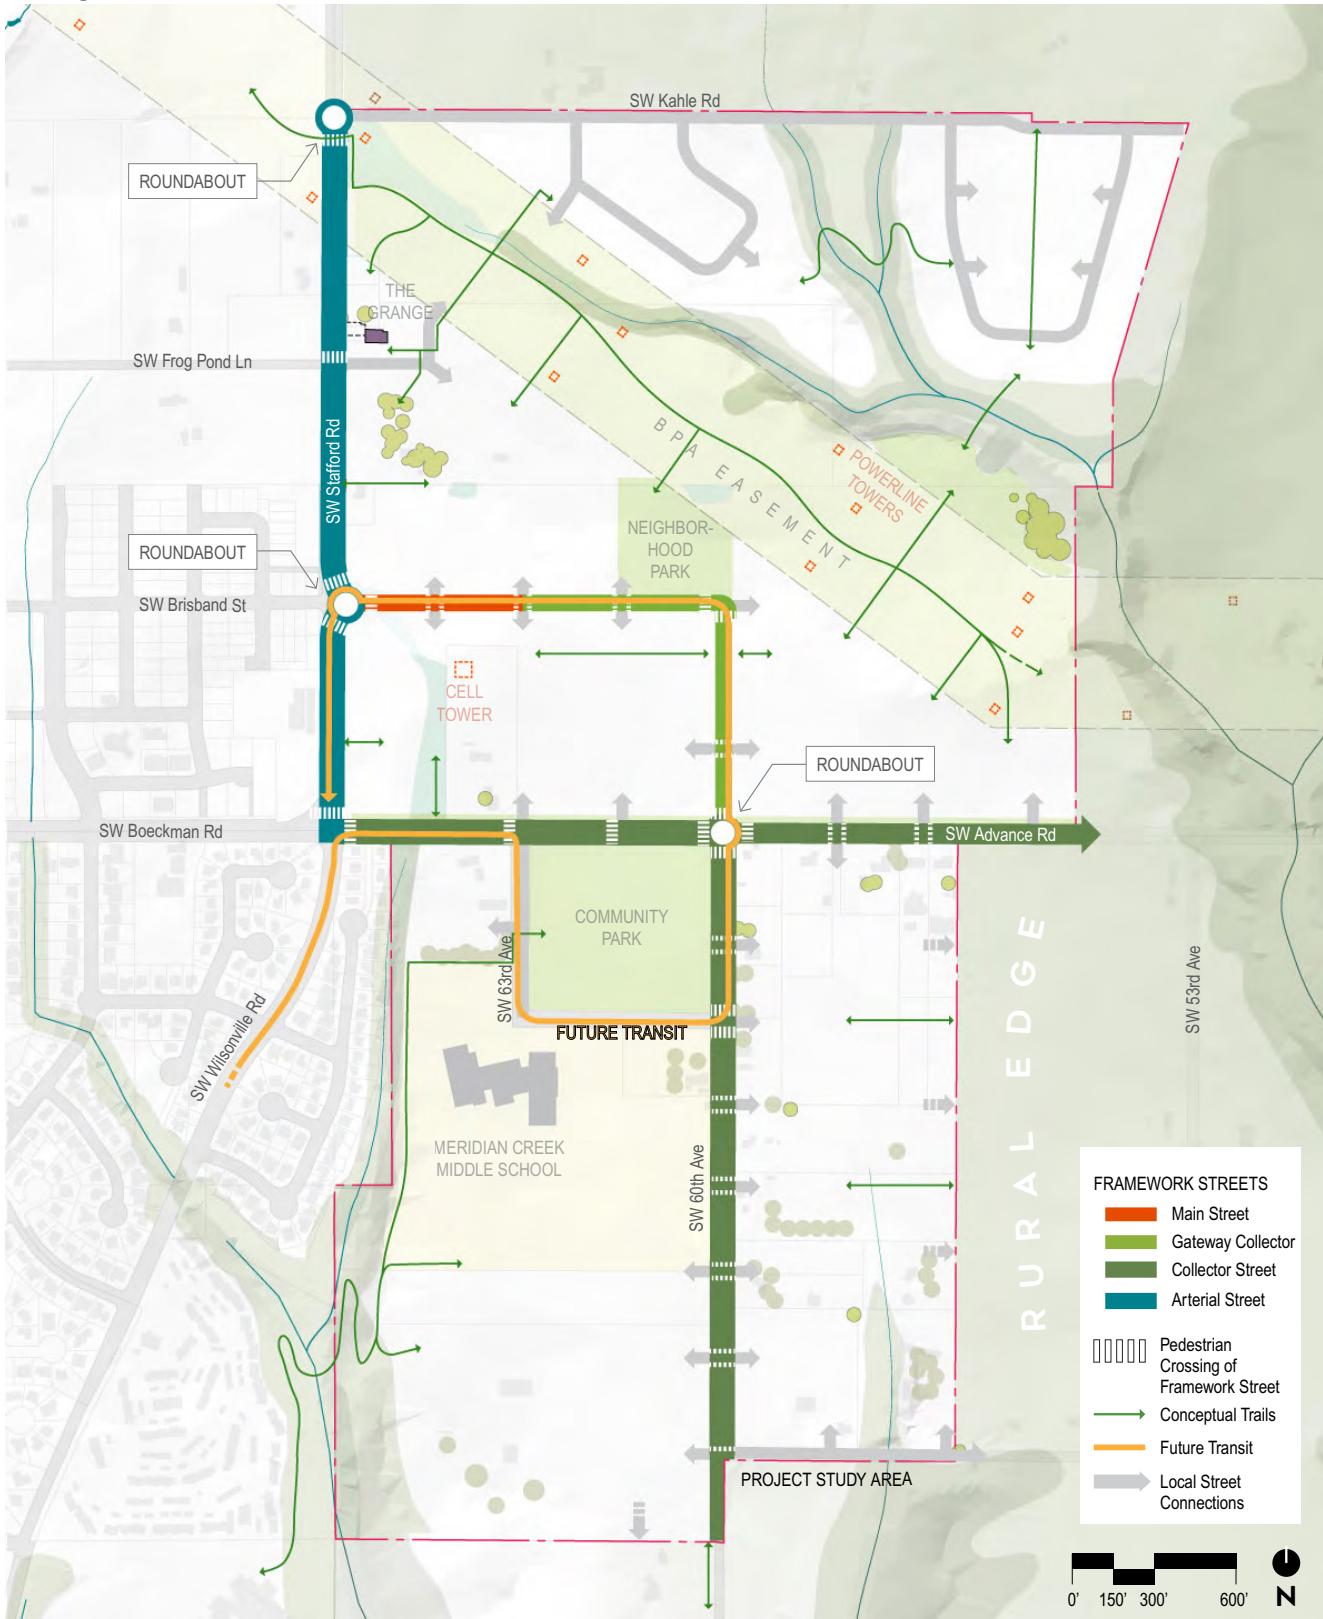 SW Kahle Rd
ROUNDABOUT
THE
GRANGE
SW Frog Pond Ln
SW Stafford Rd
BPA EASEMENT
POWERLINE
TOWERS
NEIGHBOR-
HOOD
PARK
ROUNDABOUT
SW Brisband St
CELL
TOWER
ROUNDABOUT
SW Boeckman Rd
SW Advance Rd
COMMUNITY
PARK
SW 63rd Ave
RURAL EDGE
SW 53rd Ave
FUTURE TRANSIT
SW Wilsonville Rd
MERIDIAN CREEK
MIDDLE SCHOOL
SW 60th Ave
PROJECT STUDY AREA
FRAMEWORK STREETS
Main Street
Gateway Collector
Collector Street
Arterial Street
Pedestrian
Crossing of
Framework Street
Conceptual Trails
Future Transit
Local Street
Connections
0' 150' 300' 600'
N